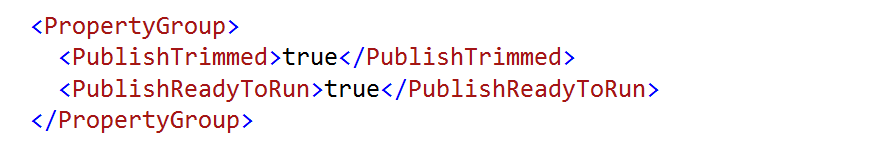 <PropertyGroup>
<PublishTrimmed>true</PublishTrimmed>
<PublishReadyToRun>true</PublishReadyToRun>
</PropertyGroup>